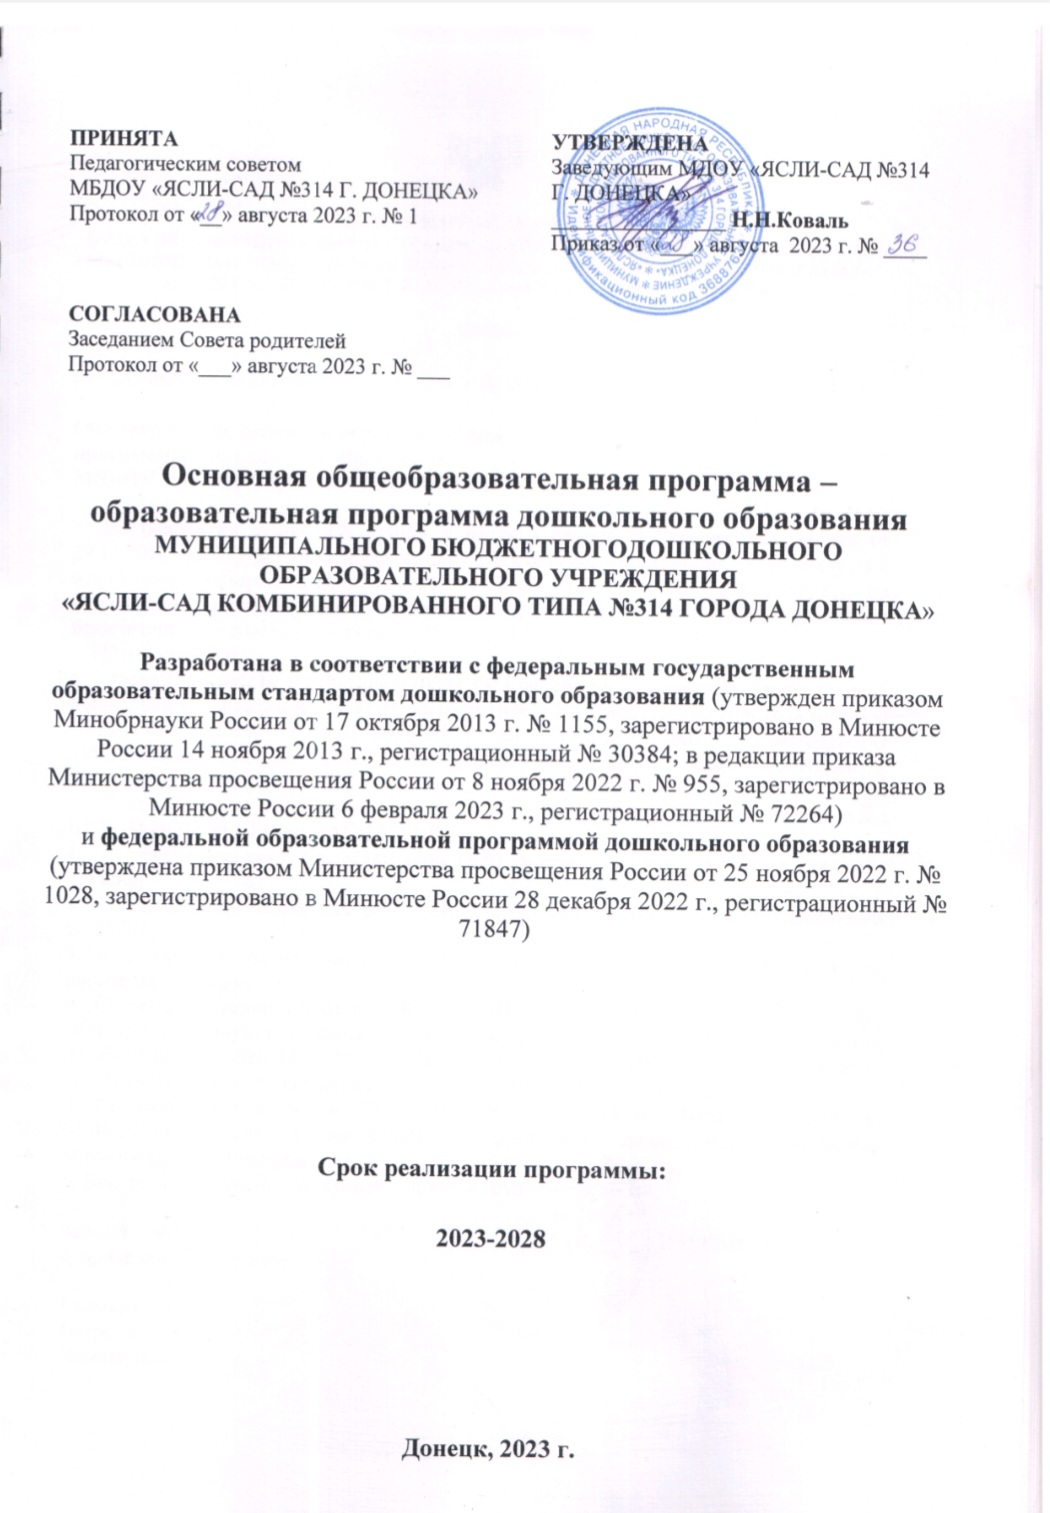 ПРИНЯТА
Педагогическим советом
МБДОУ «ЯСЛИ-САД №314 Г. ДОНЕЦКА»
Протокол от «28» августа 2023 г. № 1
УТВЕРЖДЕНА
Заведующим МДОУ «ЯСЛИ-САД №314
Г. ДОНЕЦКА»
Н.Н.Коваль
Приказ от «28» августа 2023 г. № 36
СОГЛАСОВАНА
Заседанием Совета родителей
Протокол от «___» августа 2023 г. № ___
Основная общеобразовательная программа –
образовательная программа дошкольного образования
МУНИЦИПАЛЬНОГО БЮДЖЕТНОГОДОШКОЛЬНОГО
ОБРАЗОВАТЕЛЬНОГО УЧРЕЖДЕНИЯ
«ЯСЛИ-САД КОМБИНИРОВАННОГО ТИПА №314 ГОРОДА ДОНЕЦКА»
Разработана в соответствии с федеральным государственным
образовательным стандартом дошкольного образования (утвержден приказом
Минобрнауки России от 17 октября 2013 г. № 1155, зарегистрировано в Минюсте
России 14 ноября 2013 г., регистрационный № 30384; в редакции приказа
Министерства просвещения России от 8 ноября 2022 г. № 955, зарегистрировано в
Минюсте России 6 февраля 2023 г., регистрационный № 72264)
и федеральной образовательной программой дошкольного образования
(утверждена приказом Министерства просвещения России от 25 ноября 2022 г. №
1028, зарегистрировано в Минюсте России 28 декабря 2022 г., регистрационный №
71847)
Срок реализации программы:
2023-2028
Донецк, 2023 г.